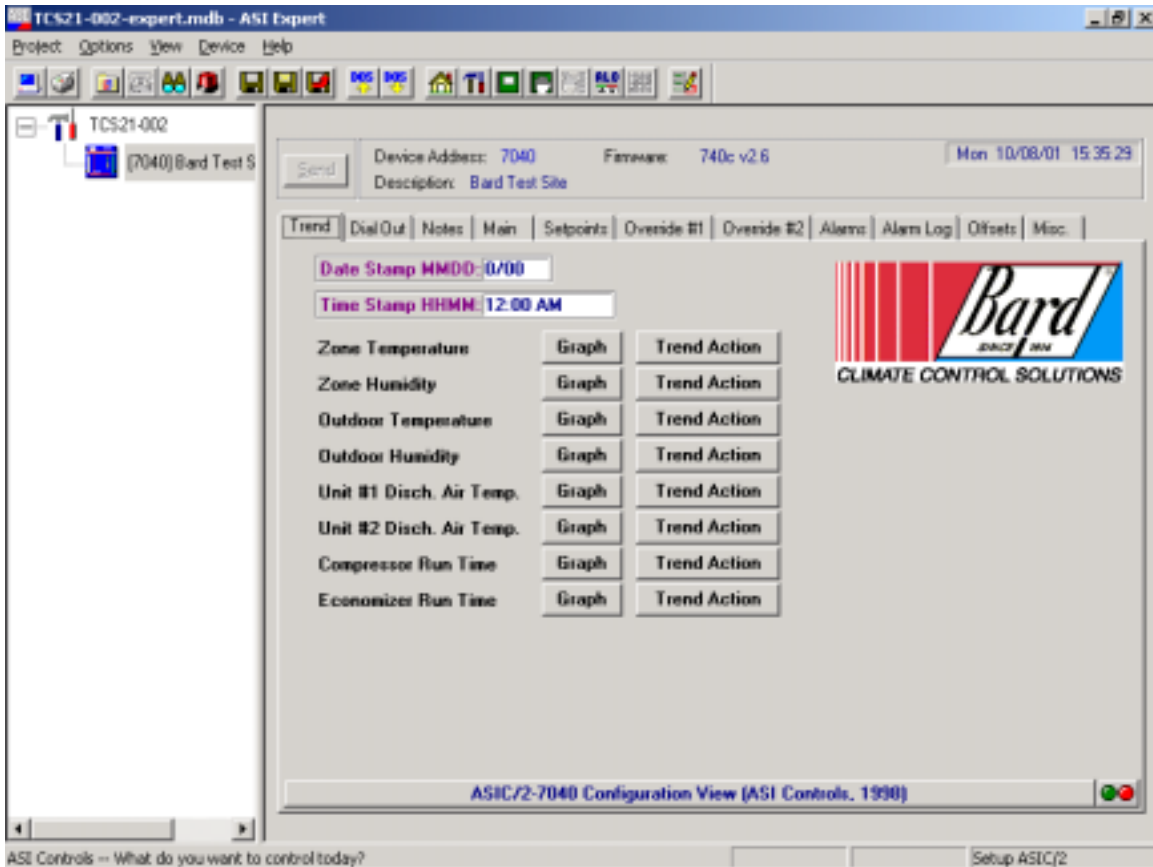 TCS21-002-expert.mdb - ASI Expert
Project Options View Device Help
DOS DOS
TCS21-002
[7040] Bard Test S
Send
Device Address: 7040 Firmware: 740c v2.6
Mon 10/08/01 15:35:29
Description: Bard Test Site
Trend Dial Out Notes Main Setpoints Override #1 Override #2 Alarms Alarm Log Offsets Misc.
Date Stamp MMDD: 0/00
Time Stamp HHMM: 12:00 AM
Bard
SINCE 1914
CLIMATE CONTROL SOLUTIONS
Zone Temperature Graph Trend Action
Zone Humidity Graph Trend Action
Outdoor Temperature Graph Trend Action
Outdoor Humidity Graph Trend Action
Unit #1 Disch. Air Temp. Graph Trend Action
Unit #2 Disch. Air Temp. Graph Trend Action
Compressor Run Time Graph Trend Action
Economizer Run Time Graph Trend Action
ASIC/2-7040 Configuration View (ASI Controls, 1998)
ASI Controls -- What do you want to control today?
Setup ASIC/2